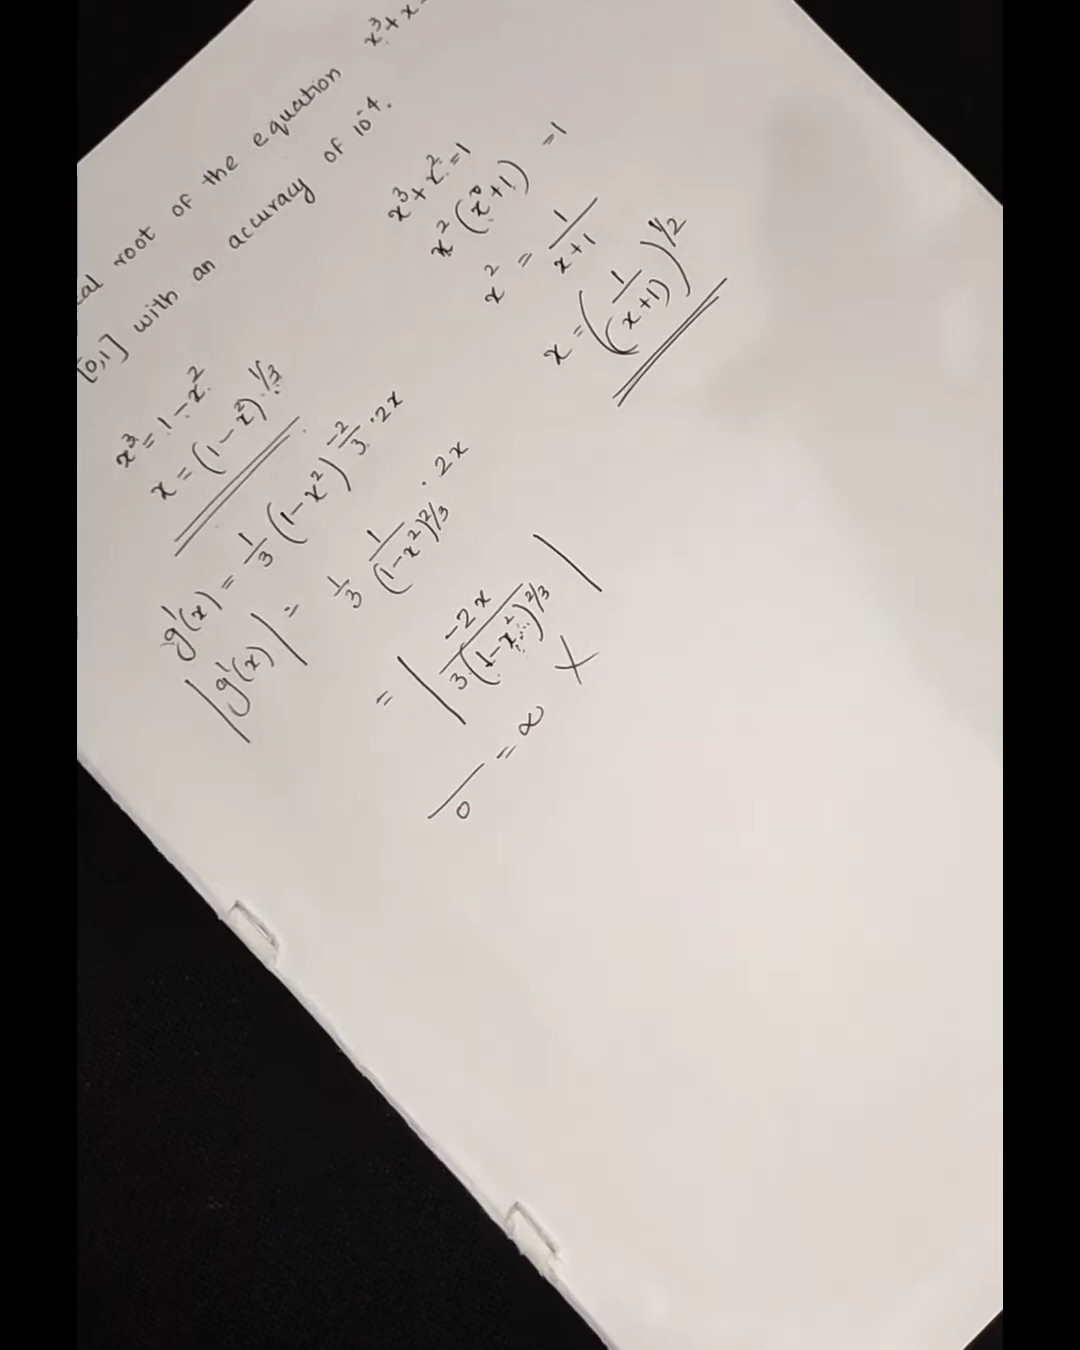 al root of the equation x³ + x
[0,1] with an accuracy of 10⁻⁴.
x³ + x² = 1
x² (x + 1) = 1
x² = 1/(x+1)
x = (1/(x+1))^1/2
x³ = 1 - x²
x = (1 - x²)^1/3
g'(x) = 1/3 (1 - x²)^-2/3 · 2x
|g'(x)| = 1/3 1/(1 - x²)^2/3 · 2x
= | -2x / 3(1 - x²)^2/3 |
/0 = ∞ X